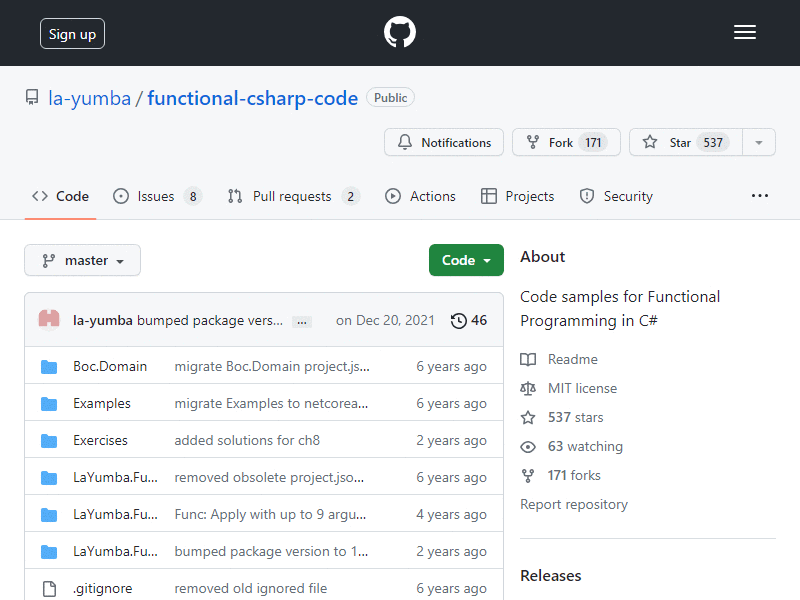 Sign up
la-yumba / functional-csharp-code Public
Notifications Fork 171 Star 537
Code Issues 8 Pull requests 2 Actions Projects Security ...
master Code
About
Code samples for Functional
Programming in C#
la-yumba bumped package vers... ... on Dec 20, 2021 46
Boc.Domain migrate Boc.Domain project.js... 6 years ago
Examples migrate Examples to netcorea... 6 years ago
Exercises added solutions for ch8 2 years ago
LaYumba.Fu... removed obsolete project.jso... 6 years ago
LaYumba.Fu... Func: Apply with up to 9 argu... 4 years ago
LaYumba.Fu... bumped package version to 1... 2 years ago
.gitignore removed old ignored file 6 years ago
Readme
MIT license
537 stars
63 watching
171 forks
Report repository
Releases